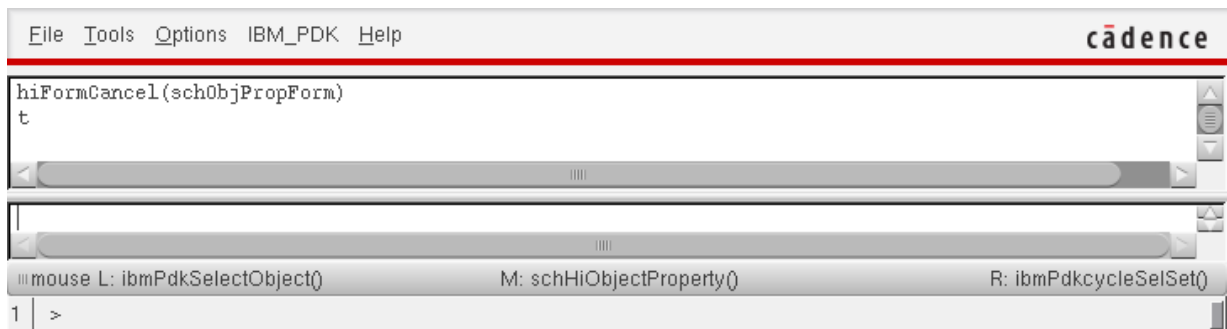 File Tools Options IBM_PDK Help
cādence
hiFormCancel(schObjPropForm)
t
mouse L: ibmPdkSelectObject() M: schHiObjectProperty() R: ibmPdkcycleSelSet()
1 >